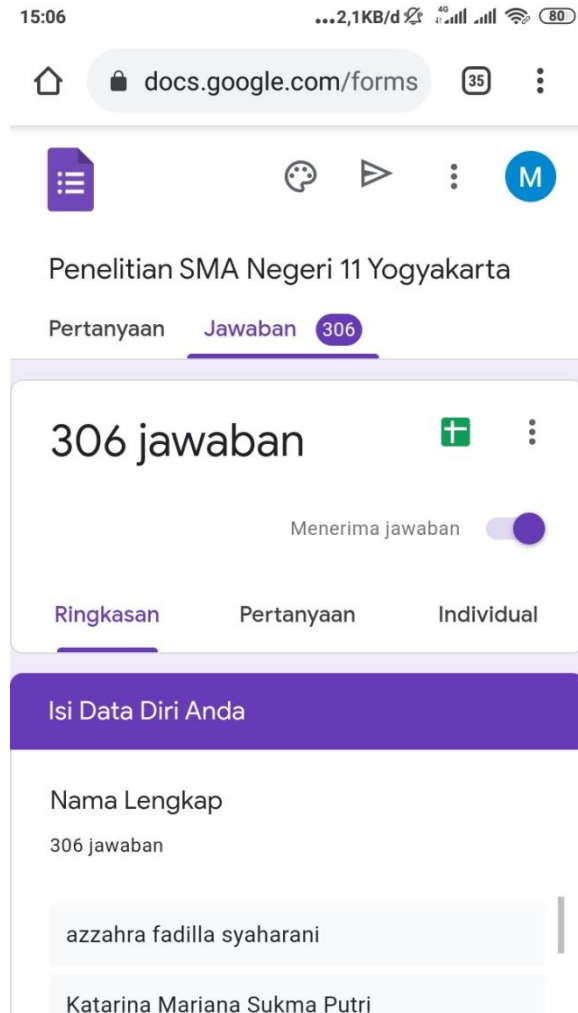 15:06 ...2,1KB/d 4G 80
docs.google.com/forms 35
M
Penelitian SMA Negeri 11 Yogyakarta
Pertanyaan Jawaban 306
306 jawaban
Menerima jawaban
Ringkasan Pertanyaan Individual
Isi Data Diri Anda
Nama Lengkap
306 jawaban
azzahra fadilla syaharani
Katarina Mariana Sukma Putri